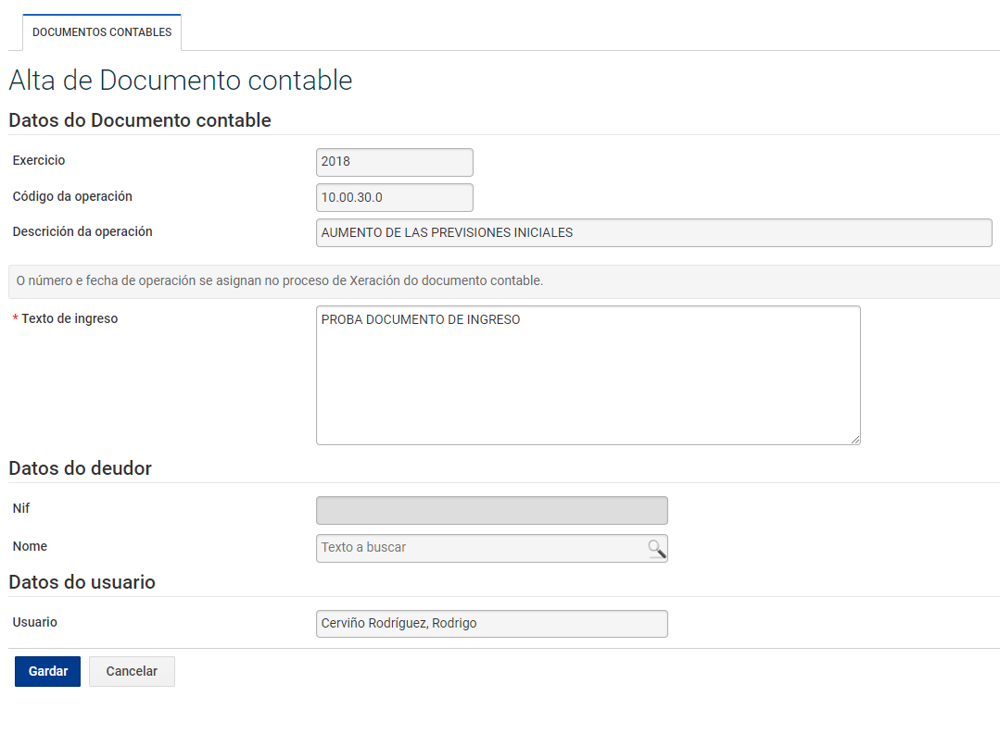 DOCUMENTOS CONTABLES
Alta de Documento contable
Datos do Documento contable
Exercicio 2018
Código da operación 10.00.30.0
Descrición da operación AUMENTO DE LAS PREVISIONES INICIALES
O número e fecha de operación se asignan no proceso de Xeración do documento contable.
* Texto de ingreso PROBA DOCUMENTO DE INGRESO
Datos do deudor
Nif
Nome Texto a buscar
Datos do usuario
Usuario Cerviño Rodríguez, Rodrigo
Gardar Cancelar